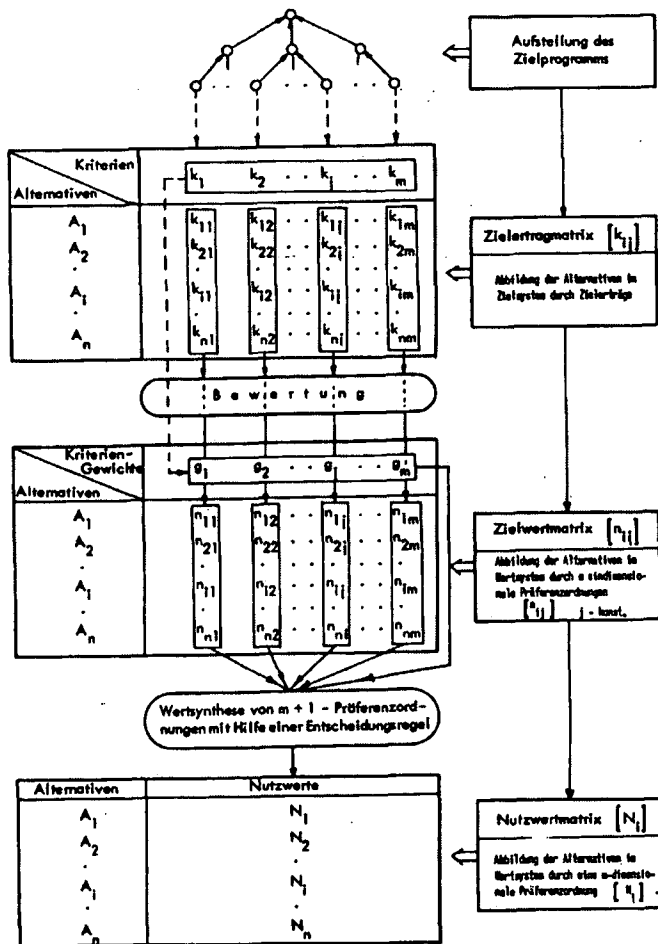 Aufstellung des
Zielprogramms
Kriterien
Alternativen
k1 k2 . . kj . . km
A1 k11 k12 . . k1j . . k1m
A2 k21 k22 . . k2j . . k2m
. . . . . . . .
Ai ki1 ki2 . . kij . . kim
. . . . . . . .
An kn1 kn2 . . knj . . knm
Zielertragmatrix [kij]
Abbildung der Alternativen im
Zielsystem durch Zielerträge
Bewertung
Kriterien-
Gewichte
Alternativen
g1 g2 . . gj . . gm
A1 n11 n12 . . n1j . . n1m
A2 n21 n22 . . n2j . . n2m
. . . . . . . .
Ai ni1 ni2 . . nij . . nim
. . . . . . . .
An nn1 nn2 . . nnj . . nnm
Zielwertmatrix [nij]
Abbildung der Alternativen im
Wertsystem durch m eindimensio-
nale Präferenzordnungen
[nij] j = konst.
Wertsynthese von m + 1 - Präferenzord-
nungen mit Hilfe einer Entscheidungsregel
Alternativen Nutzwerte
A1 N1
A2 N2
. .
Ai Ni
. .
An Nn
Nutzwertmatrix [Ni]
Abbildung der Alternativen im
Wertsystem durch eine m-dimensio-
nale Präferenzordnung [Ni] .